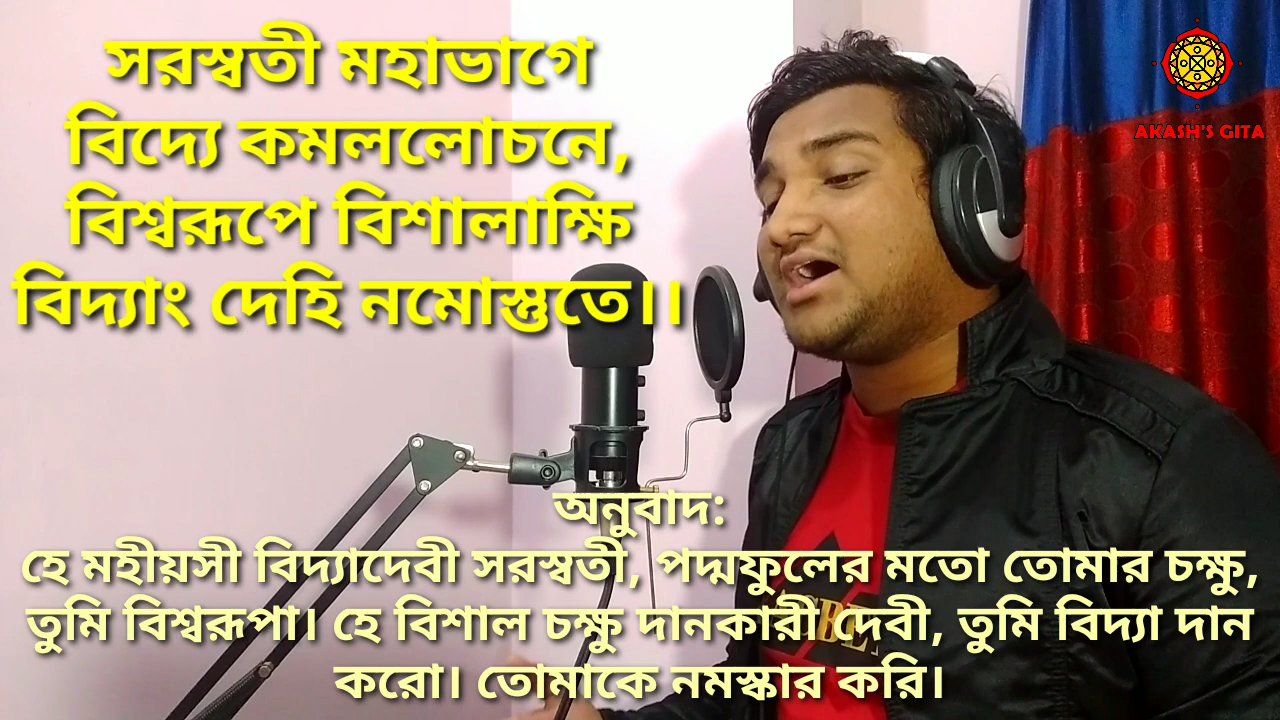 সরস্বতী মহাভাগে
বিদ্যে কমললোচনে,
বিশ্বরূপে বিশালাক্ষি
বিদ্যাং দেহি নমোস্তুতে।।
AKASH'S GITA
অনুবাদ:
হে মহীয়সী বিদ্যাদেবী সরস্বতী, পদ্মফুলের মতো তোমার চক্ষু,
তুমি বিশ্বরূপা। হে বিশাল চক্ষু দানকারী দেবী, তুমি বিদ্যা দান
করো। তোমাকে নমস্কার করি।